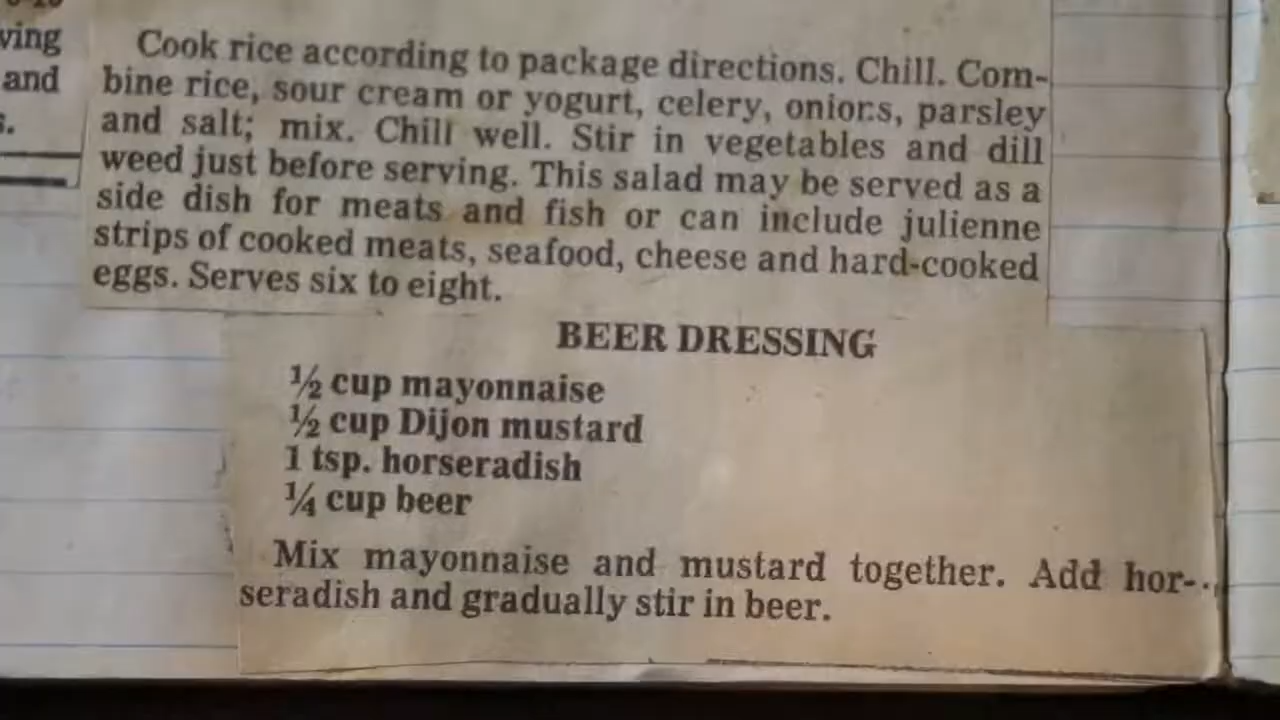 ving
and
s.
Cook rice according to package directions. Chill. Com-
bine rice, sour cream or yogurt, celery, onions, parsley
and salt; mix. Chill well. Stir in vegetables and dill
weed just before serving. This salad may be served as a
side dish for meats and fish or can include julienne
strips of cooked meats, seafood, cheese and hard-cooked
eggs. Serves six to eight.
BEER DRESSING
½ cup mayonnaise
½ cup Dijon mustard
1 tsp. horseradish
¼ cup beer
Mix mayonnaise and mustard together. Add hor-
seradish and gradually stir in beer.